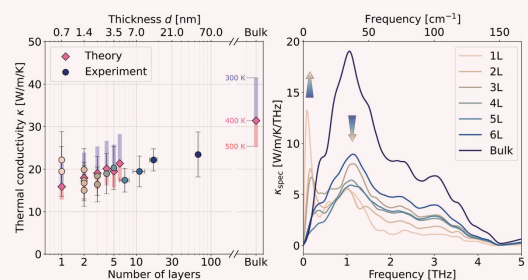 Thickness d [nm]
0.7 1.4 3.5 7.0 35.0 70.0 Bulk
Thermal conductivity κ [W/m/K]
50
40
30
20
10
0
Theory
Experiment
300 K
400 K
500 K
1 2 3 5 10 30 100 Bulk
Number of layers
Frequency [cm⁻¹]
0 50 100 150
κspec [W/m/K/THz]
20
15
10
5
0
1L
2L
3L
4L
5L
6L
Bulk
0 1 2 3 4 5
Frequency [THz]